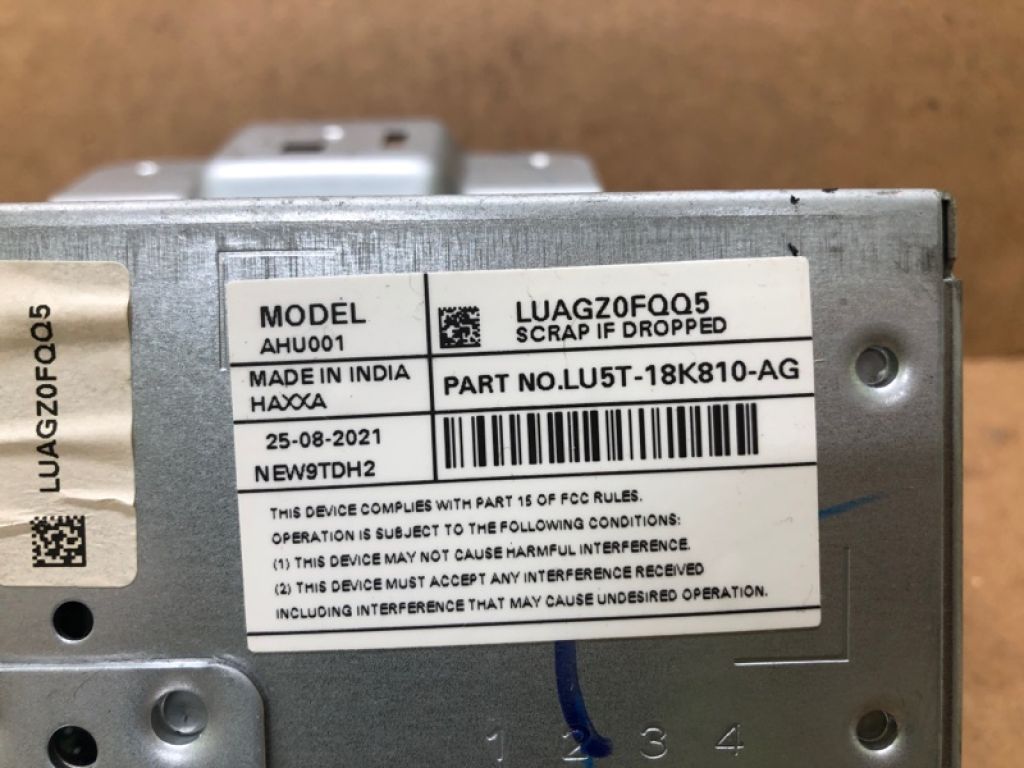 LUAGZ0FQQ5
MODEL
AHU001
LUAGZ0FQQ5
SCRAP IF DROPPED
MADE IN INDIA
HAXXA
PART NO.LU5T-18K810-AG
25-08-2021
NEW9TDH2
THIS DEVICE COMPLIES WITH PART 15 OF FCC RULES.
OPERATION IS SUBJECT TO THE FOLLOWING CONDITIONS:
(1) THIS DEVICE MAY NOT CAUSE HARMFUL INTERFERENCE.
(2) THIS DEVICE MUST ACCEPT ANY INTERFERENCE RECEIVED
INCLUDING INTERFERENCE THAT MAY CAUSE UNDESIRED OPERATION.
1 2 3 4